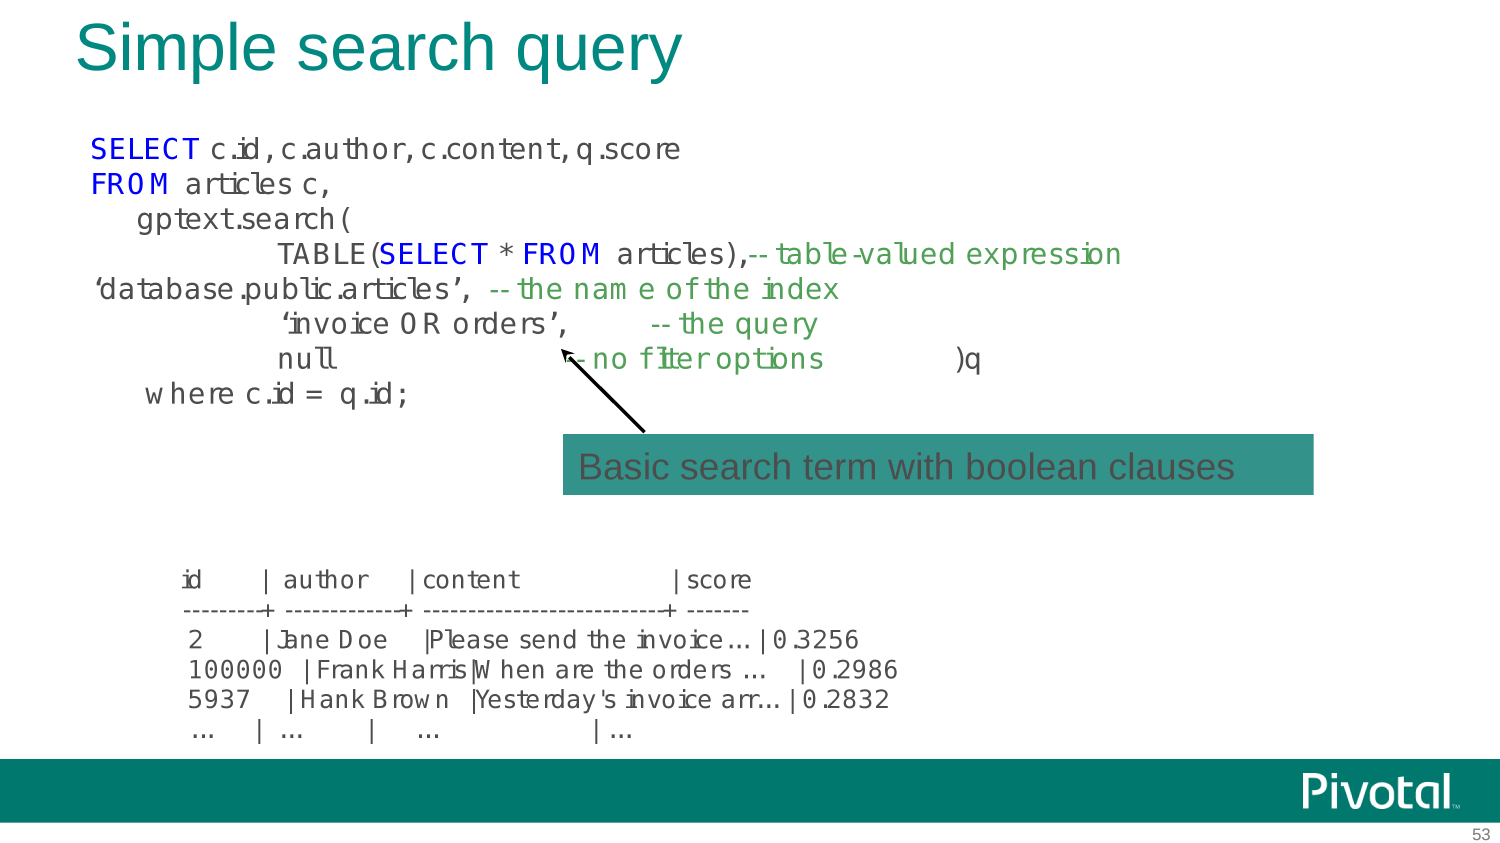 Simple search query
SELECT c.id, c.author, c.content, q.score
FROM articles c,
gptext.search(
TABLE(SELECT * FROM articles),-- table-valued expression
‘database.public.articles’, -- the name of the index
‘invoice OR orders’, -- the query
null -- no filter options )q
where c.id = q.id;
Basic search term with boolean clauses
id | author | content | score
---------+ -------------+ ---------------------------+ -------
2 | Jane Doe | Please send the invoice... | 0.3256
100000 | Frank Harris| When are the orders ... | 0.2986
5937 | Hank Brown | Yesterday's invoice arr... | 0.2832
... | ... | ... | ...
Pivotal™
53